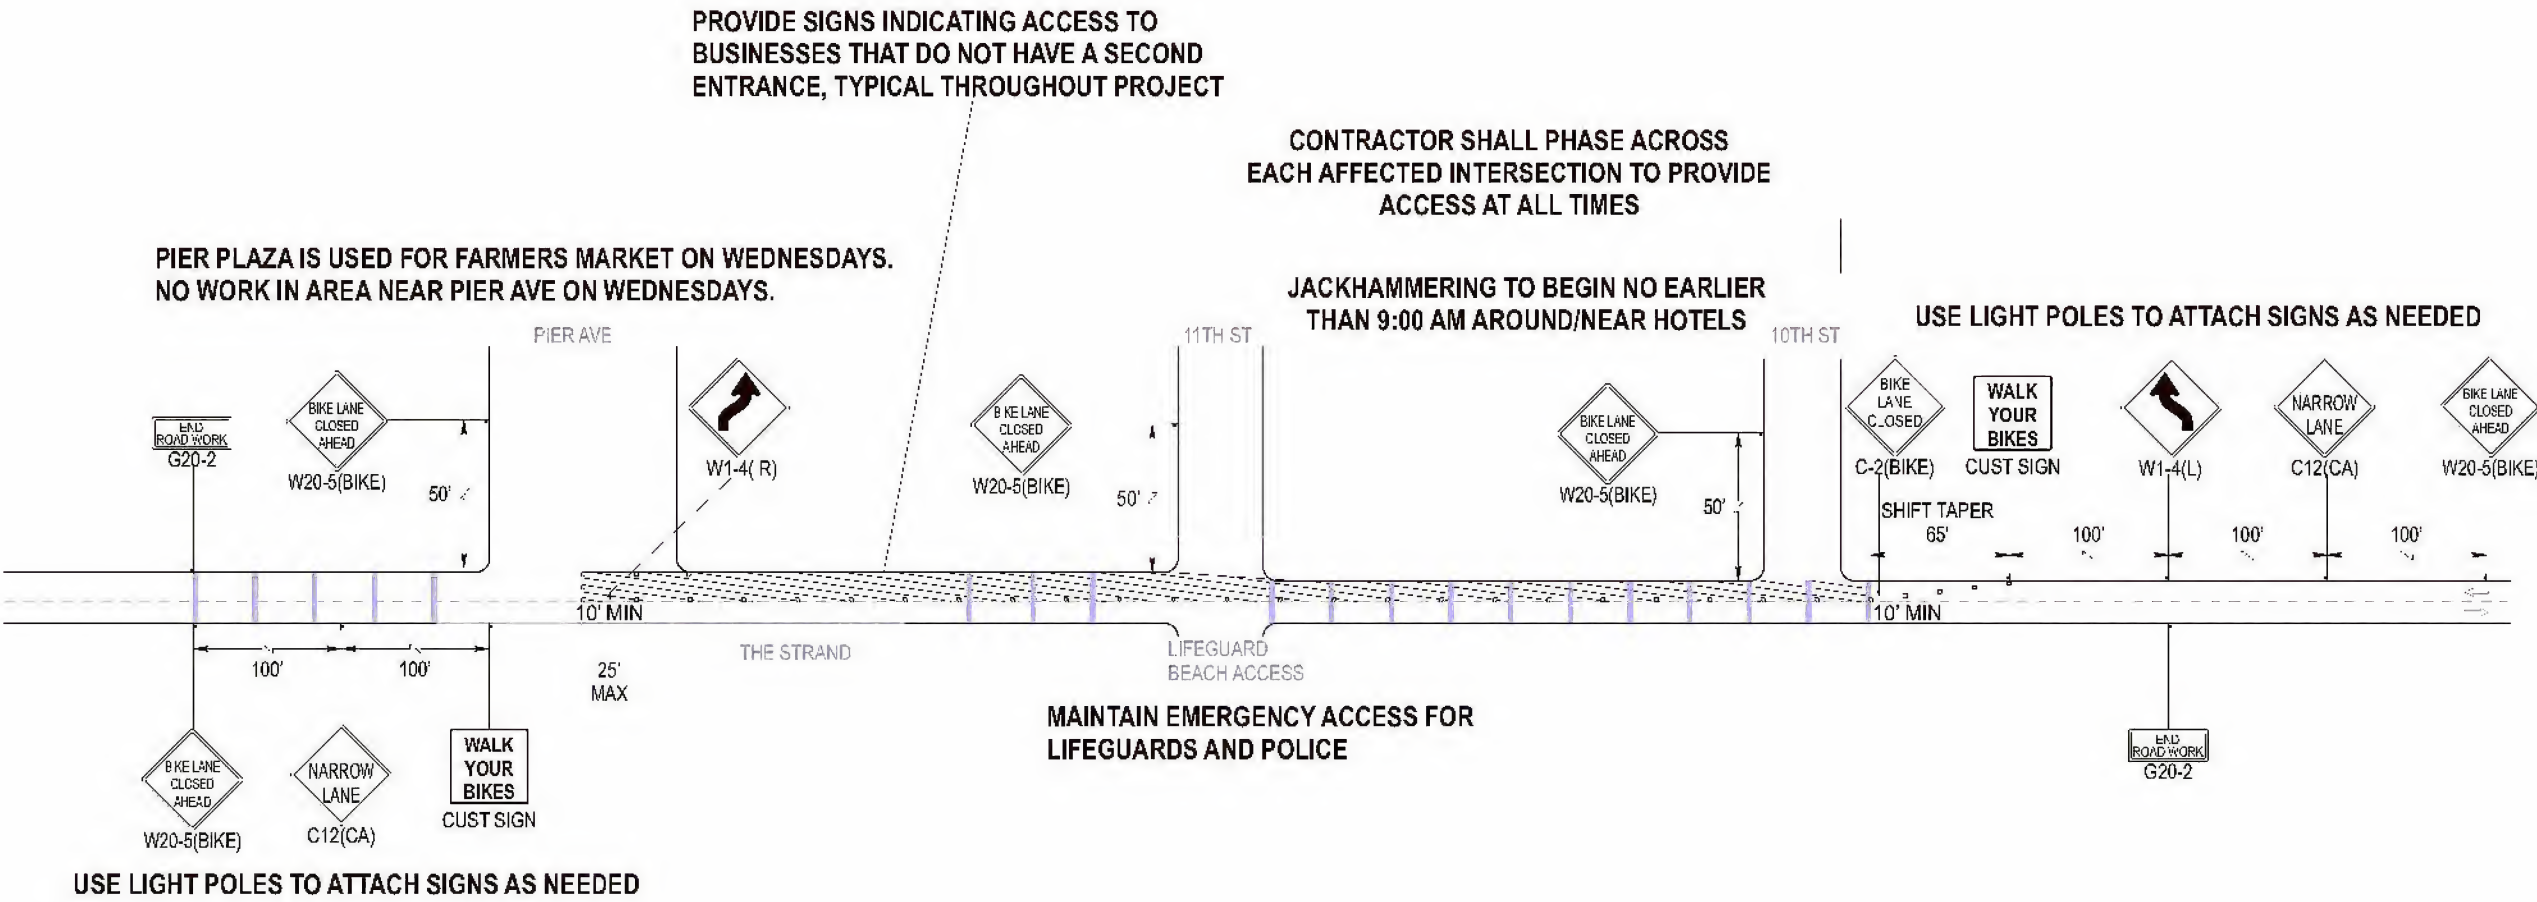 PROVIDE SIGNS INDICATING ACCESS TO
BUSINESSES THAT DO NOT HAVE A SECOND
ENTRANCE, TYPICAL THROUGHOUT PROJECT
CONTRACTOR SHALL PHASE ACROSS
EACH AFFECTED INTERSECTION TO PROVIDE
ACCESS AT ALL TIMES
PIER PLAZA IS USED FOR FARMERS MARKET ON WEDNESDAYS.
NO WORK IN AREA NEAR PIER AVE ON WEDNESDAYS.
JACKHAMMERING TO BEGIN NO EARLIER
THAN 9:00 AM AROUND/NEAR HOTELS
USE LIGHT POLES TO ATTACH SIGNS AS NEEDED
PIER AVE
11TH ST
10TH ST
END
ROAD WORK
G20-2
BIKE LANE
CLOSED
AHEAD
W20-5(BIKE)
50'
W1-4( R)
BIKE LANE
CLOSED
AHEAD
W20-5(BIKE)
50'
BIKE LANE
CLOSED
AHEAD
W20-5(BIKE)
50'
BIKE
LANE
CLOSED
C-2(BIKE)
WALK
YOUR
BIKES
CUST SIGN
W1-4(L)
NARROW
LANE
C12(CA)
BIKE LANE
CLOSED
AHEAD
W20-5(BIKE)
SHIFT TAPER
65'
100'
100'
100'
10' MIN
10' MIN
100'
100'
25'
MAX
THE STRAND
LIFEGUARD
BEACH ACCESS
MAINTAIN EMERGENCY ACCESS FOR
LIFEGUARDS AND POLICE
BIKE LANE
CLOSED
AHEAD
W20-5(BIKE)
NARROW
LANE
C12(CA)
WALK
YOUR
BIKES
CUST SIGN
END
ROAD WORK
G20-2
USE LIGHT POLES TO ATTACH SIGNS AS NEEDED